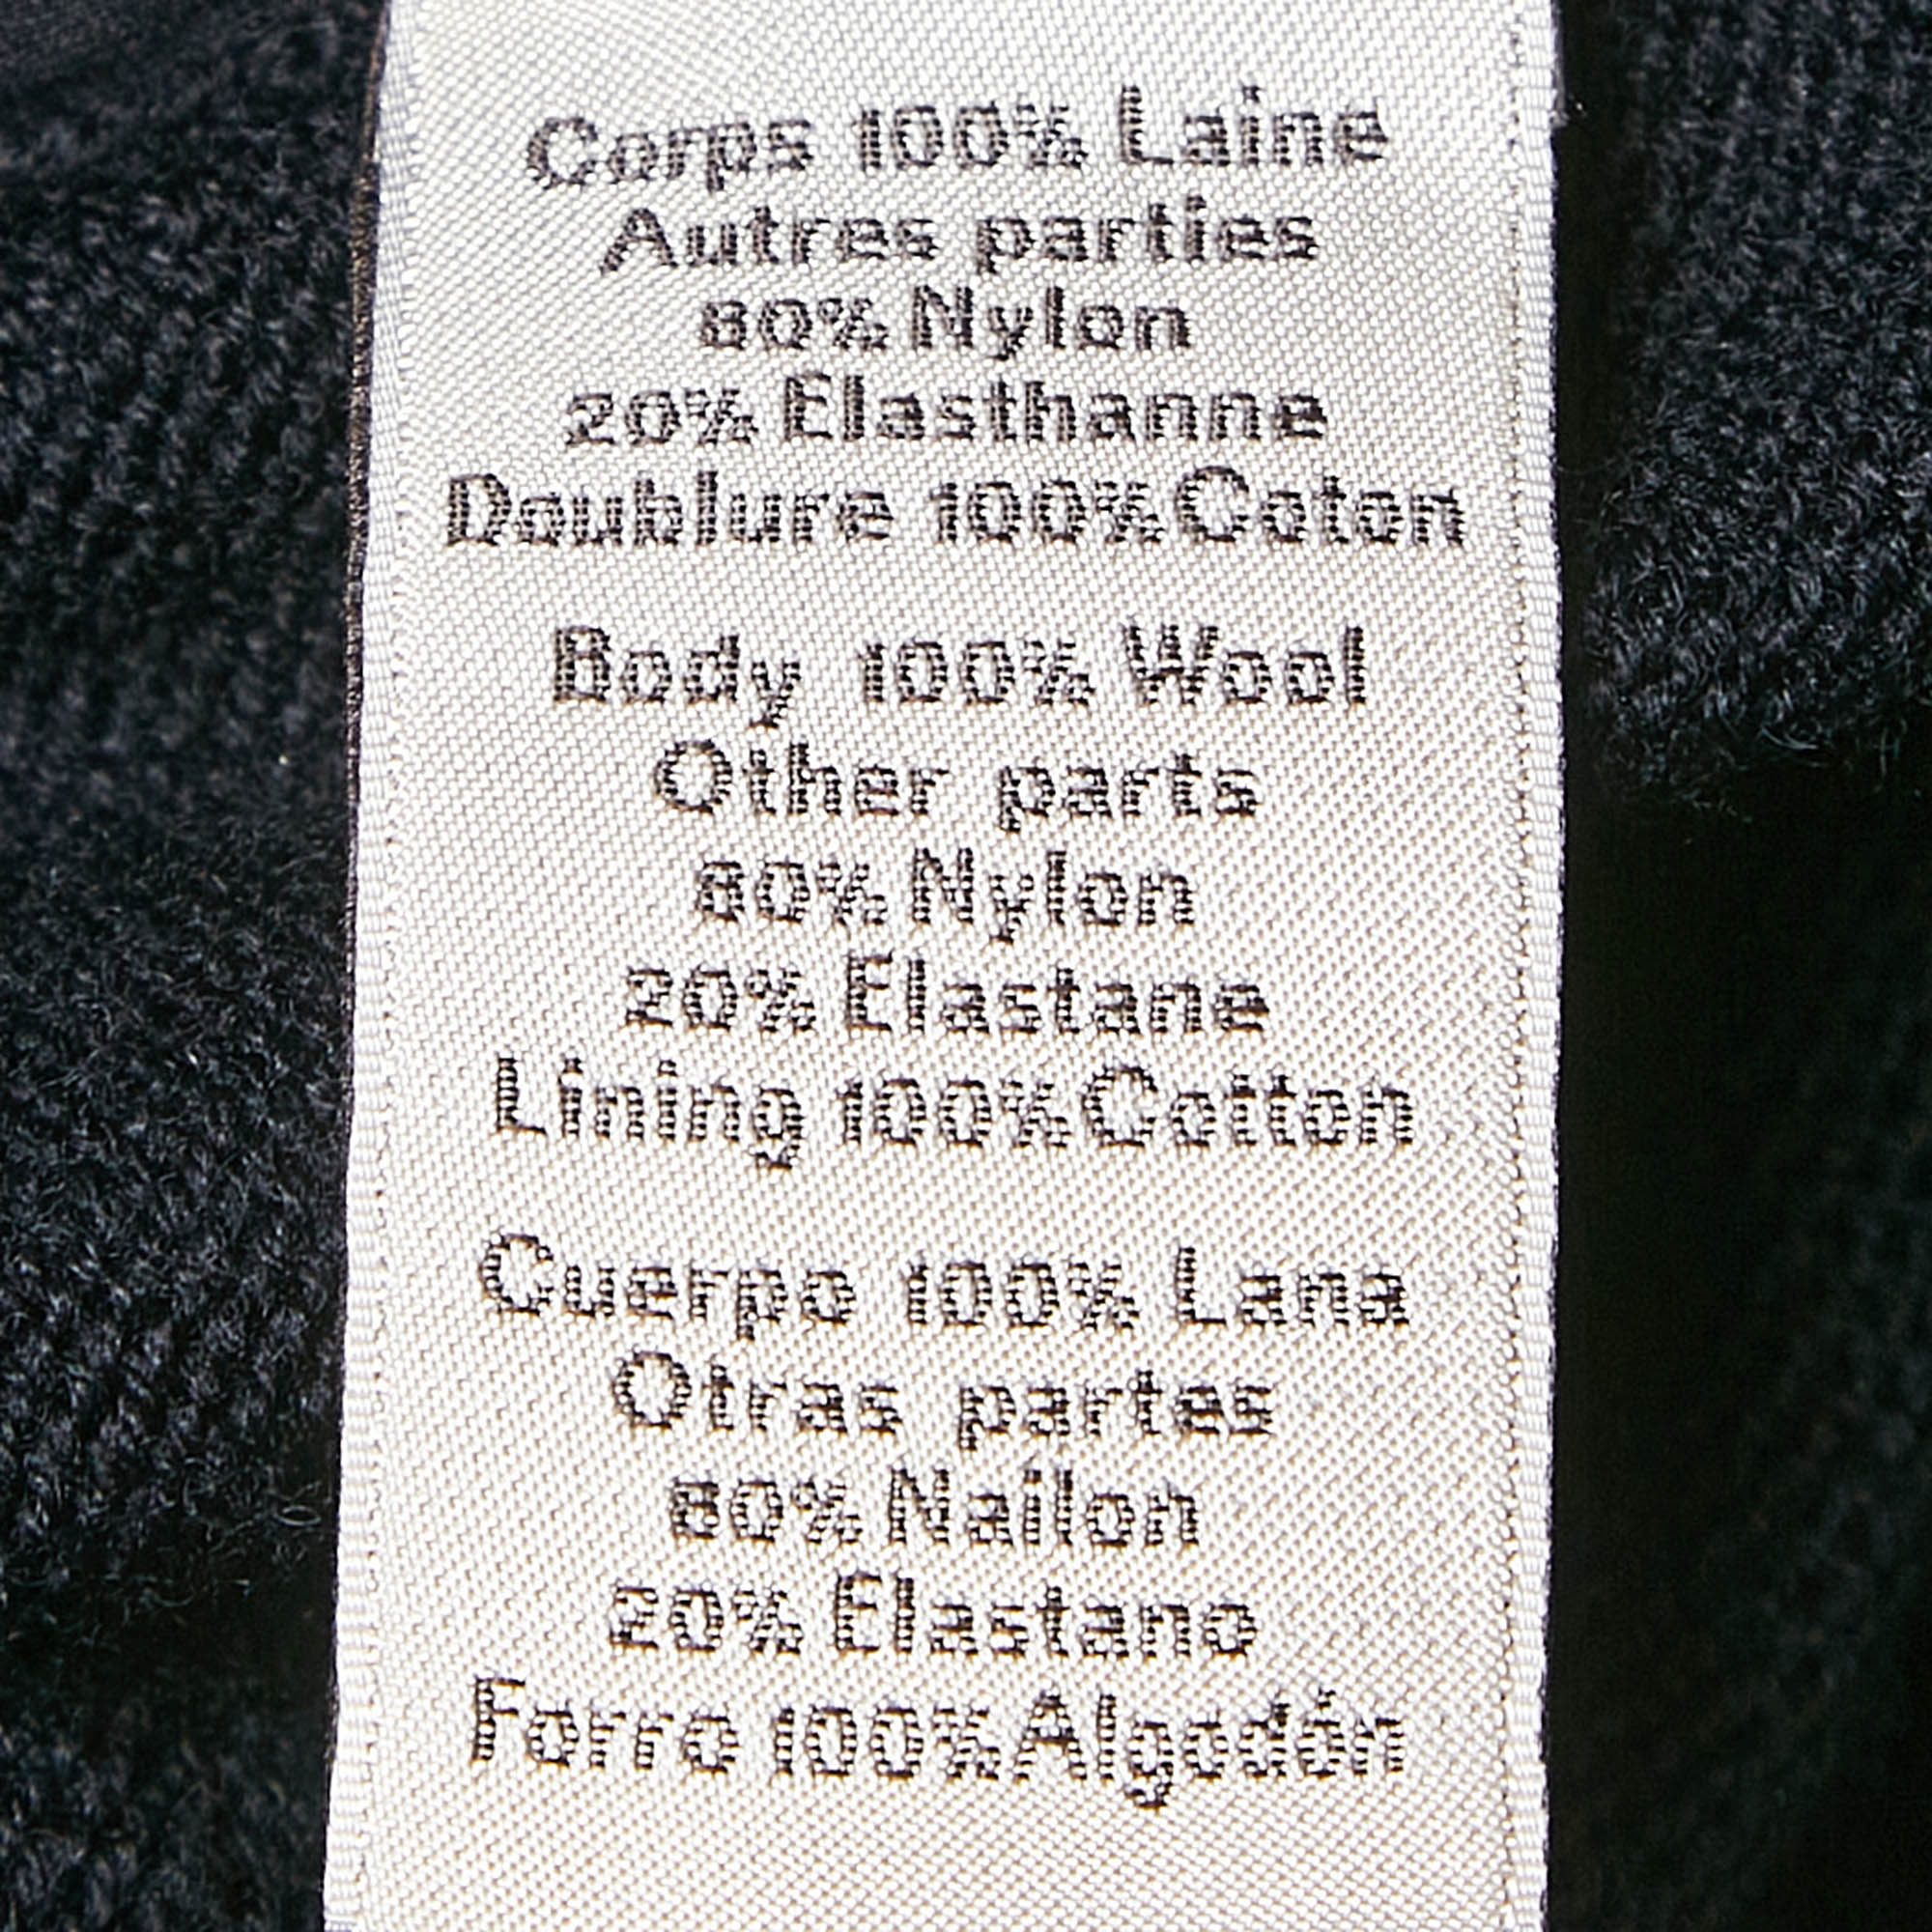 Corps 100% Laine
Autres parties
80% Nylon
20% Elasthanne
Doublure 100% Coton
Body 100% Wool
Other parts
80% Nylon
20% Elastane
Lining 100% Cotton
Cuerpo 100% Lana
Otras partes
80% Nailon
20% Elastano
Forro 100% Algodón